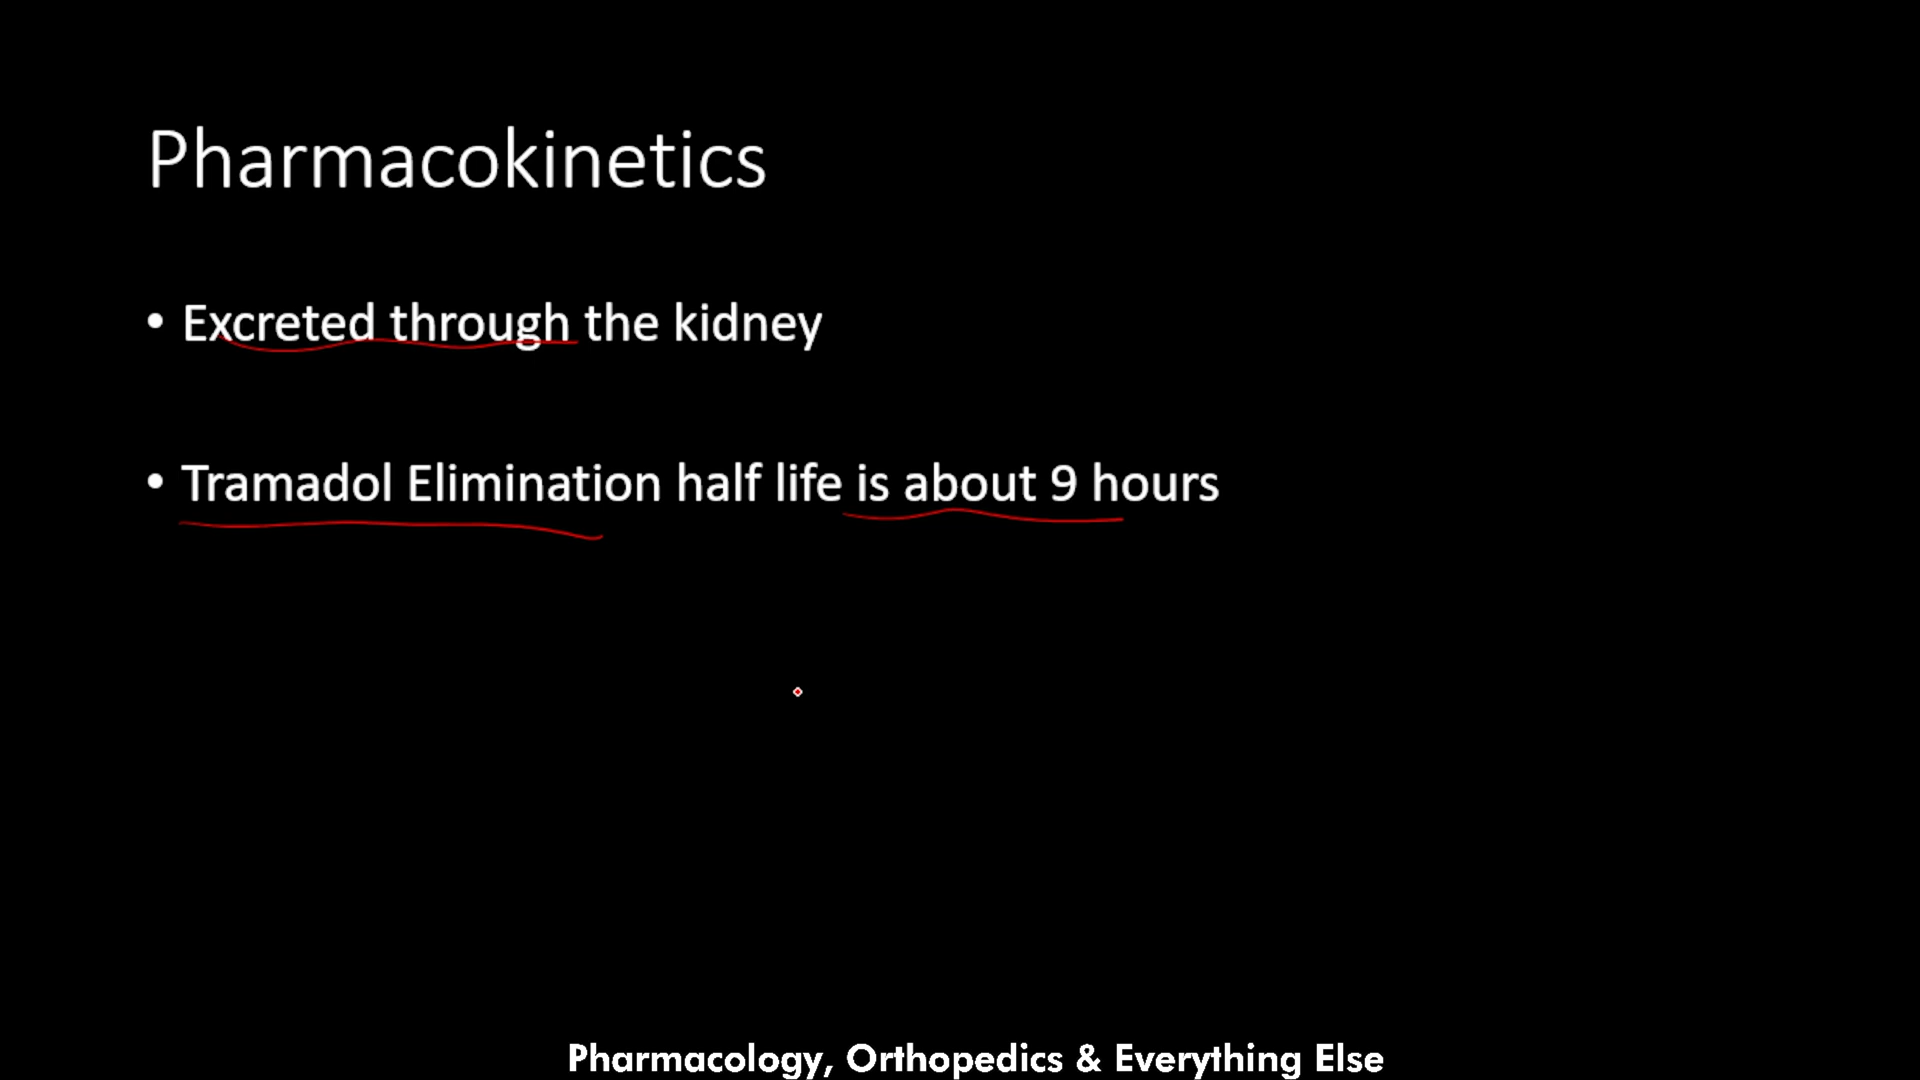 Pharmacokinetics
• Excreted through the kidney
• Tramadol Elimination half life is about 9 hours
Pharmacology, Orthopedics & Everything Else